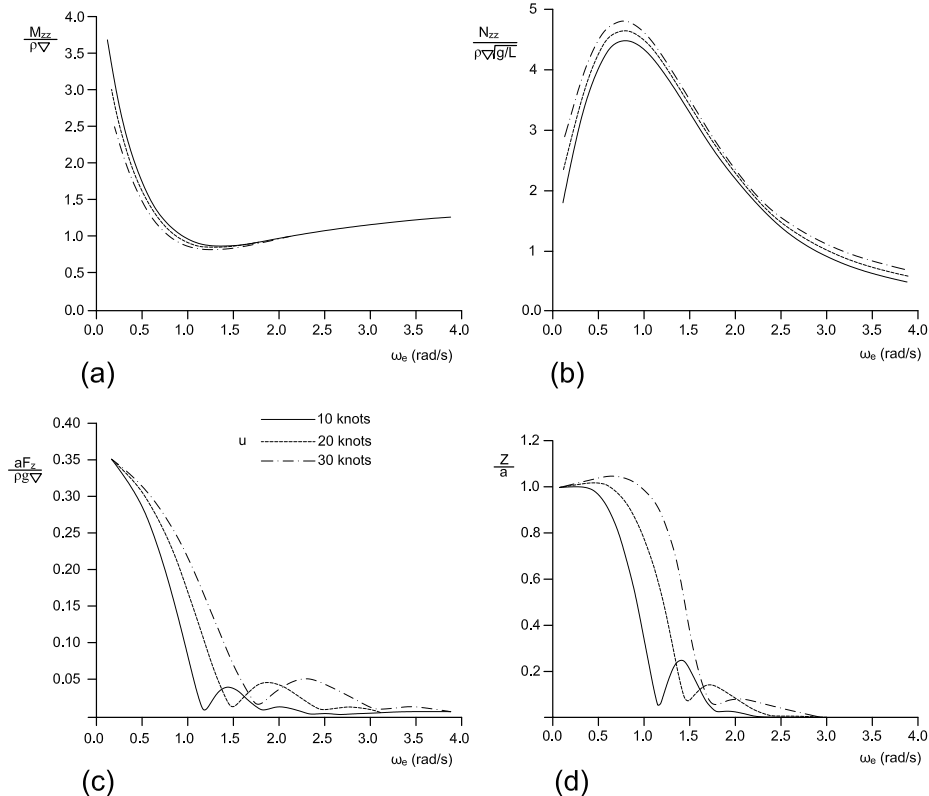 M_zz
ρ∇
4.0
3.5
3.0
2.5
2.0
1.5
1.0
0.5
0.0
0.0 0.5 1.0 1.5 2.0 2.5 3.0 3.5 4.0
ω_e (rad/s)
(a)
N_zz
ρ∇√g/L
5
4
3
2
1
0.0
0.0 0.5 1.0 1.5 2.0 2.5 3.0 3.5 4.0
ω_e (rad/s)
(b)
aF_z
ρg∇
0.40
0.35
0.30
0.25
0.20
0.15
0.10
0.05
0.0 0.5 1.0 1.5 2.0 2.5 3.0 3.5 4.0
ω_e (rad/s)
(c)
u
10 knots
20 knots
30 knots
Z
a
1.2
1.0
0.8
0.6
0.4
0.2
0.0 0.5 1.0 1.5 2.0 2.5 3.0 3.5 4.0
ω_e (rad/s)
(d)